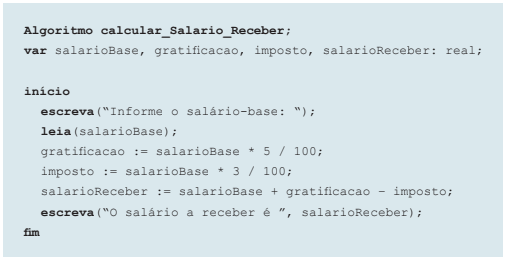 Algoritmo calcular_Salario_Receber;
var salarioBase, gratificacao, imposto, salarioReceber: real;
início
escreva(“Informe o salário-base: “);
leia(salarioBase);
gratificacao := salarioBase * 5 / 100;
imposto := salarioBase * 3 / 100;
salarioReceber := salarioBase + gratificacao - imposto;
escreva(“O salário a receber é ”, salarioReceber);
fim